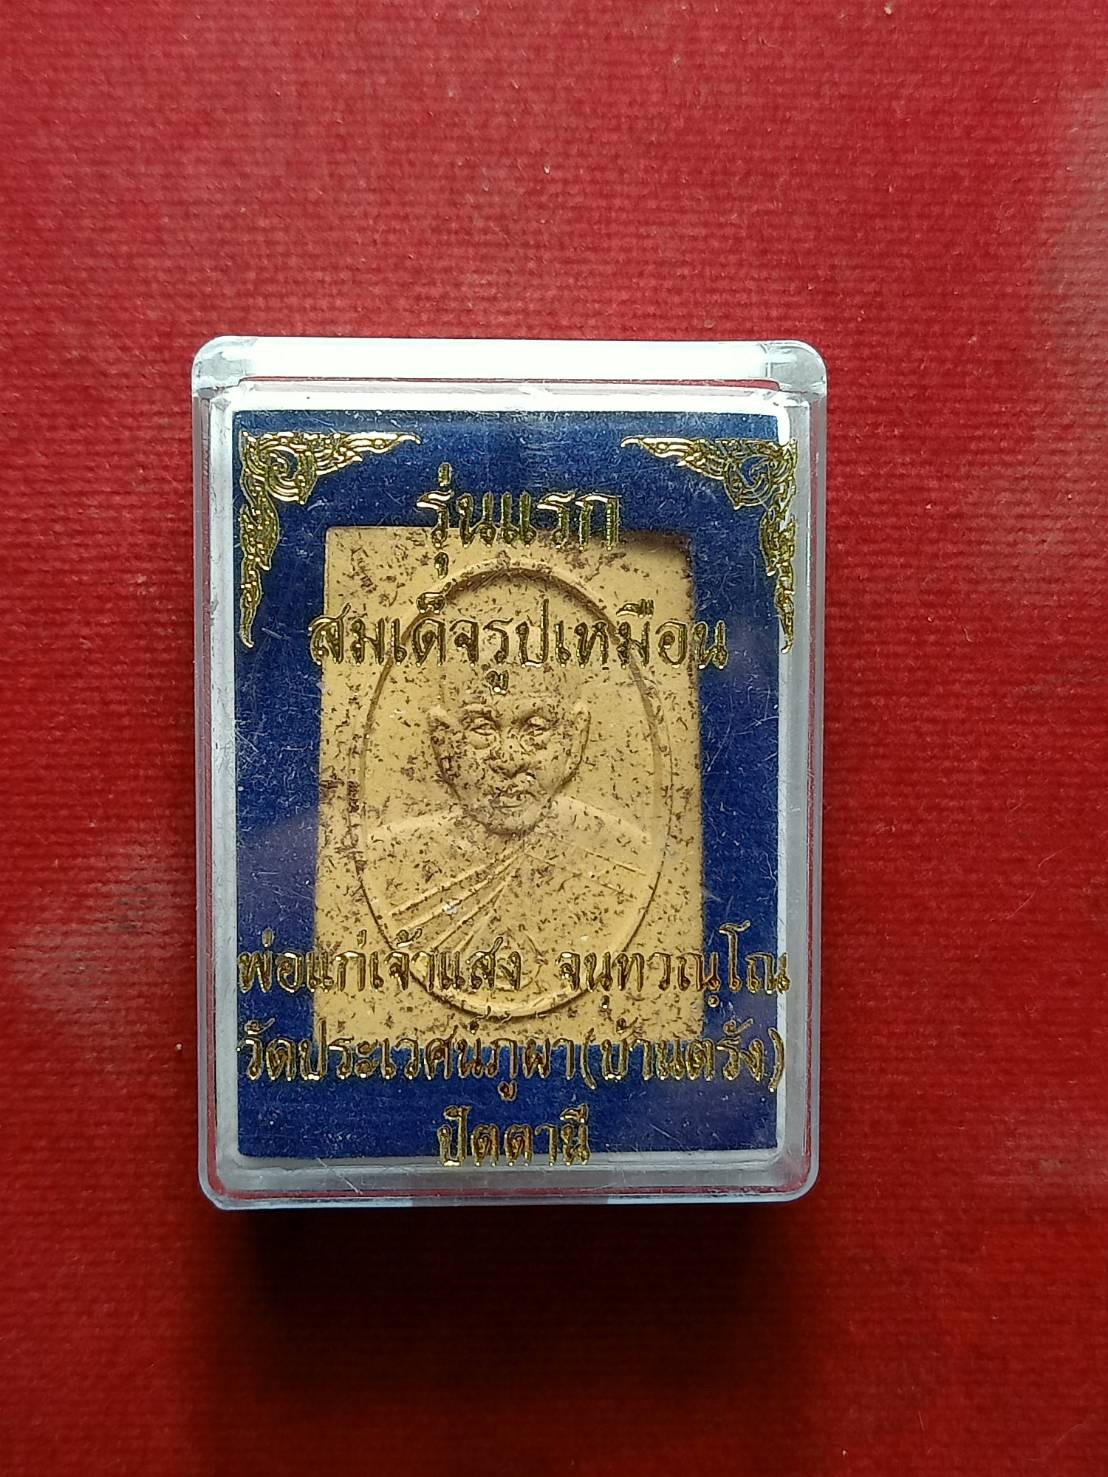 รุ่นแรก
สมเด็จรูปเหมือน
พ่อแก่เจ้าแสง จนฺทวณฺโณ
วัดประเวศน์ภูผา(บ้านตรัง)
ปัตตานี